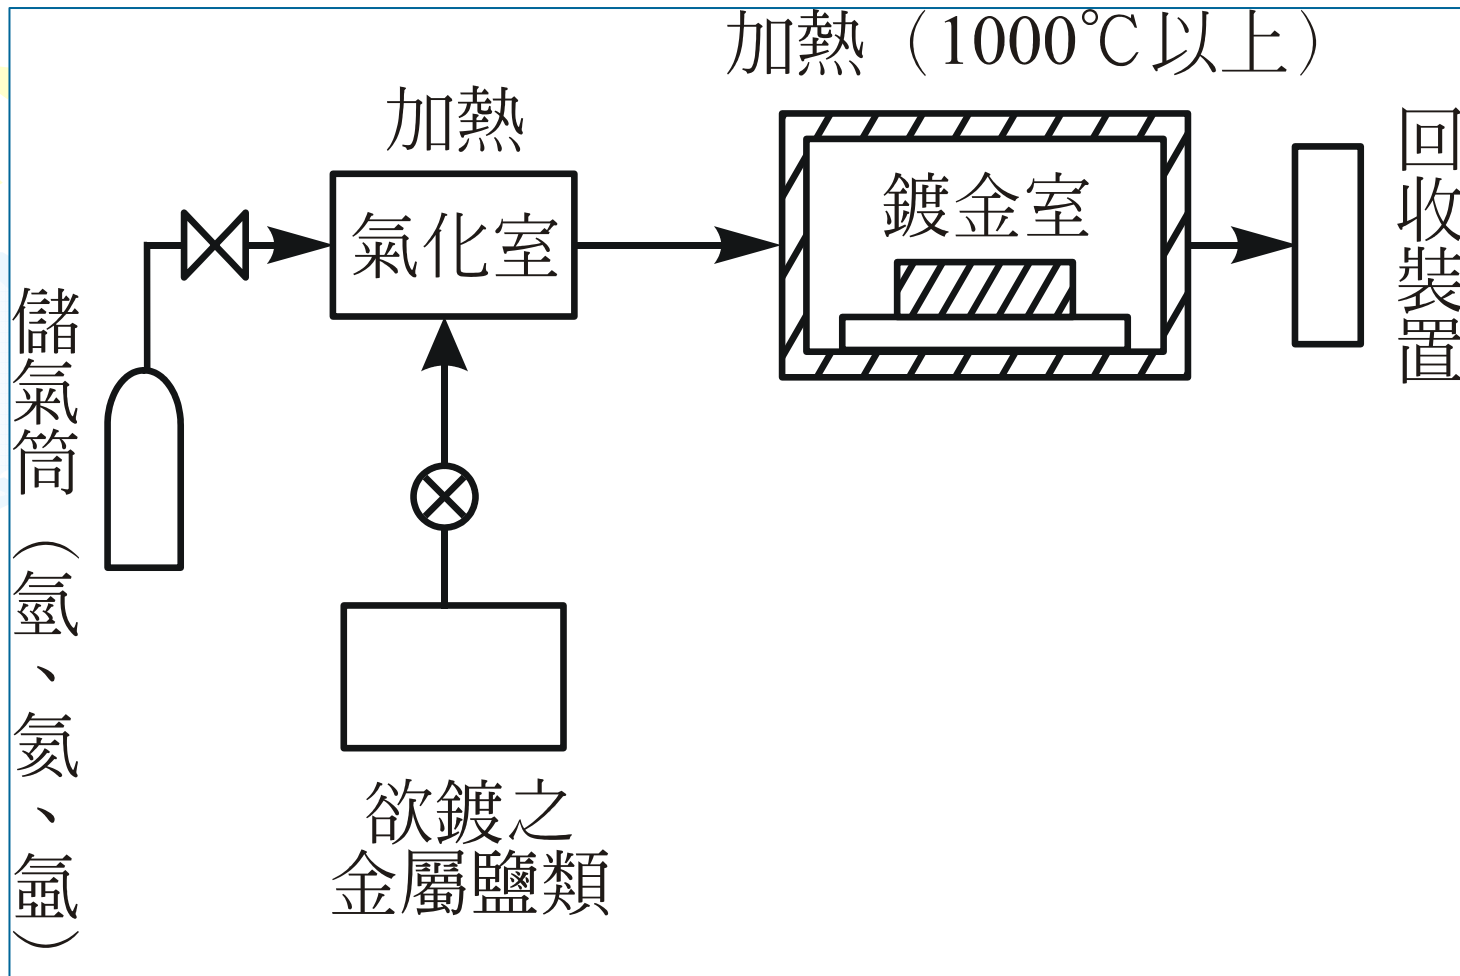 加熱（1000℃以上）
加熱
氣化室
鍍金室
回收裝置
儲氣筒（氫、氦、氬）
欲鍍之
金屬鹽類